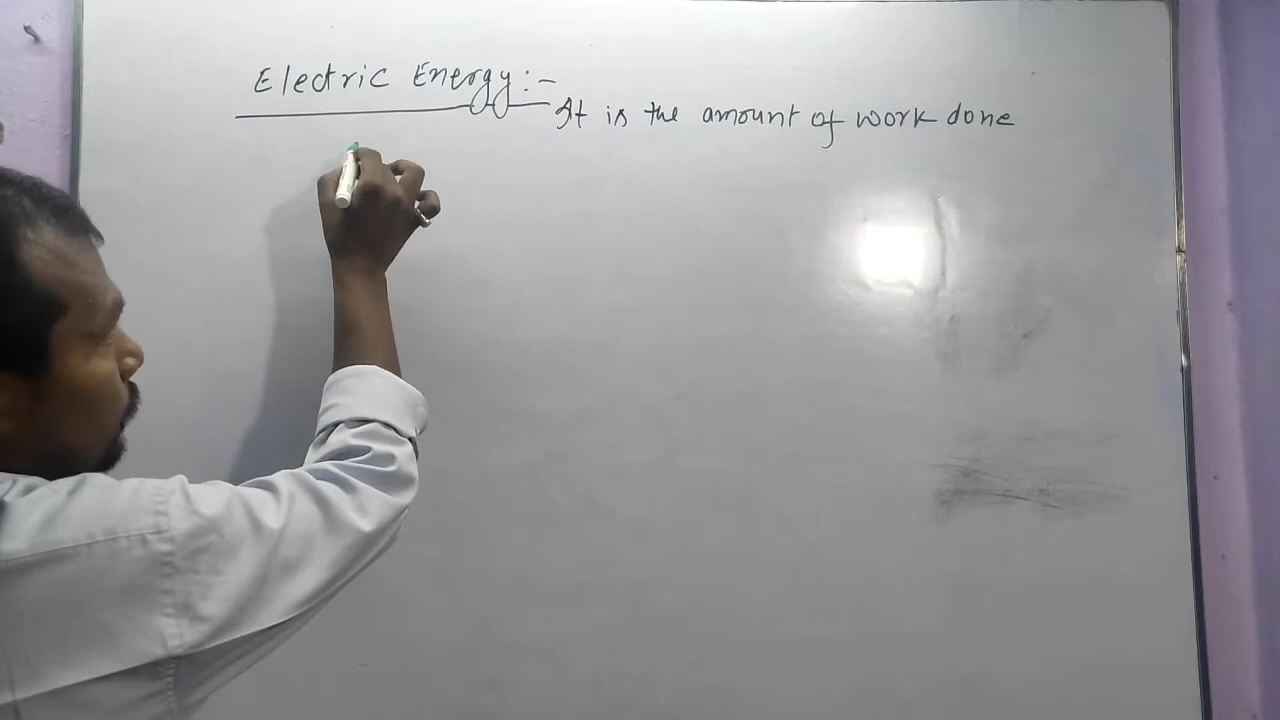 Electric Energy:-
It is the amount of work done